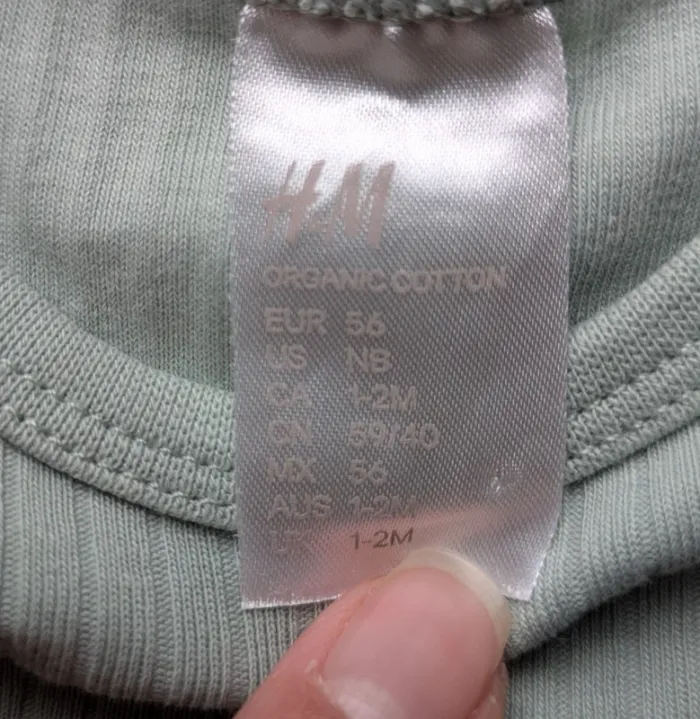 H&M
ORGANIC COTTON
EUR 56
US NB
CA 1-2M
CN 59/40
MX 56
AUS 1-2M
1-2M